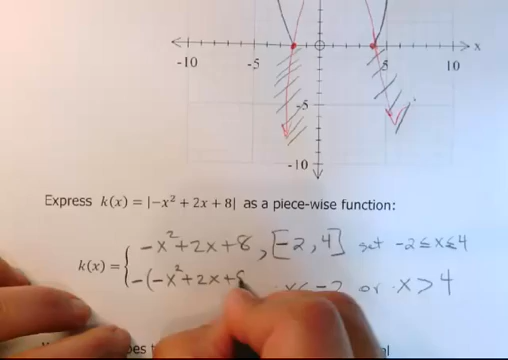 x
-10 -5 5 10
-5
-10
Express k(x) = |−x² + 2x + 8| as a piece-wise function:
k(x) = { −x²+2x+8, [−2, 4] set −2≤x≤4
−(−x²+2x+8 x<−2 or x>4